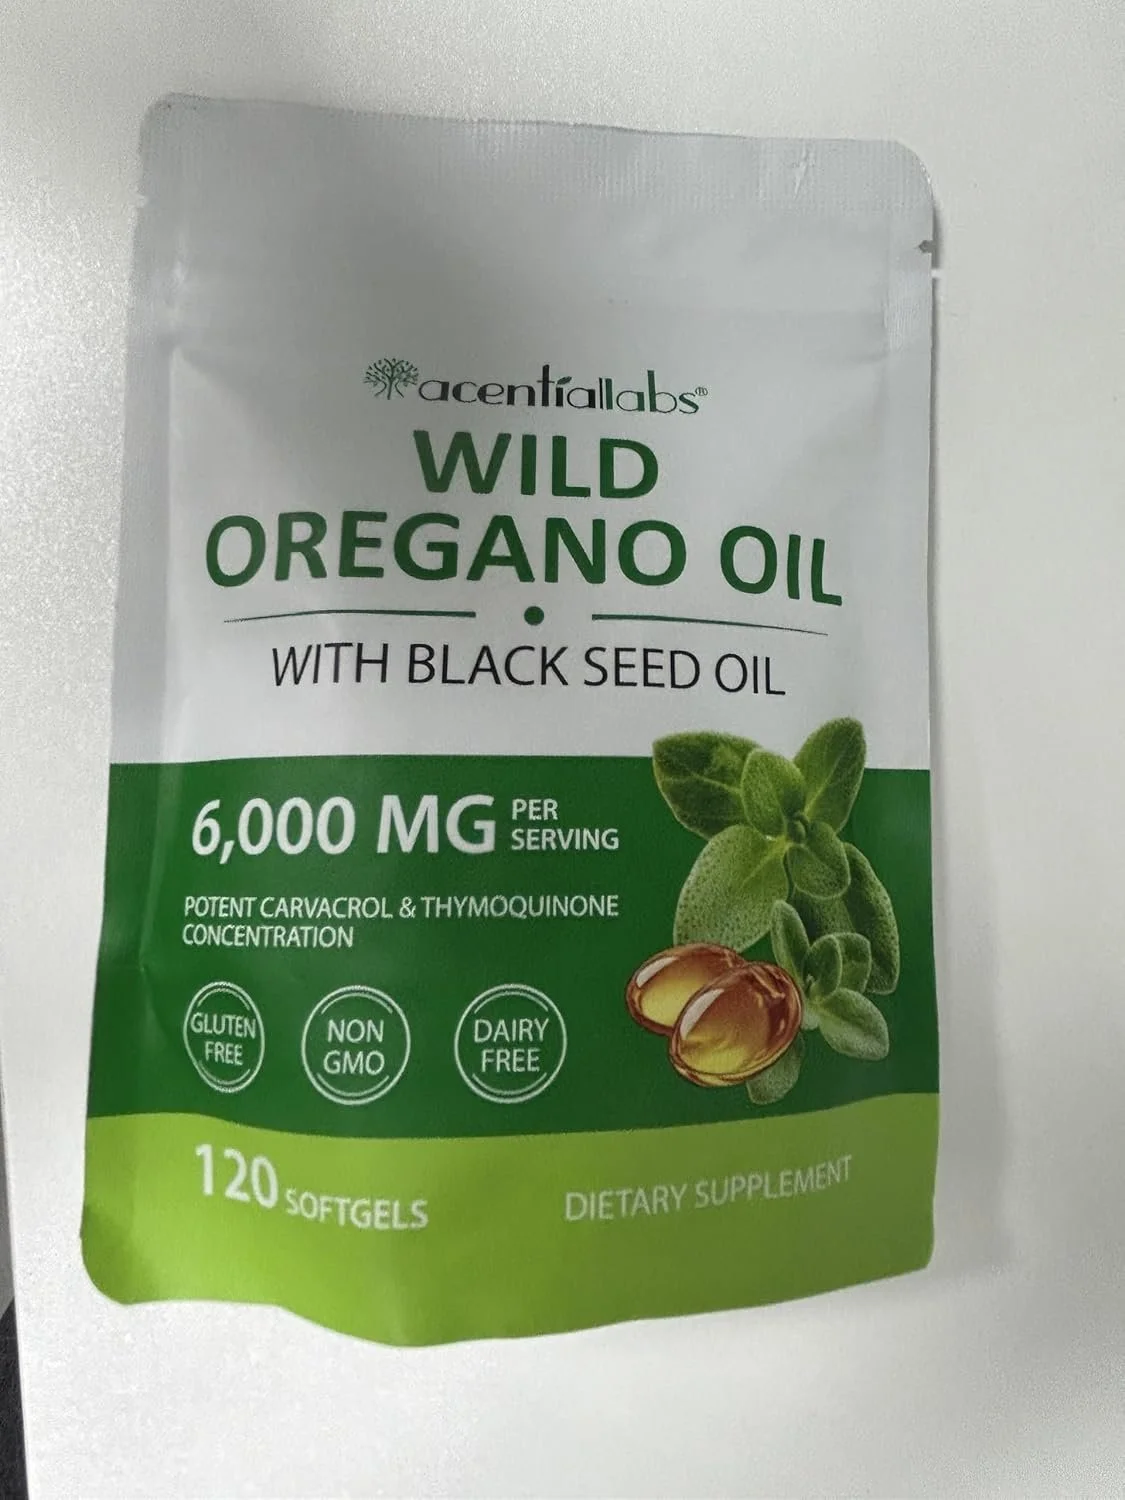 acentiallabs®
WILD
OREGANO OIL
WITH BLACK SEED OIL
6,000 MG PER SERVING
POTENT CARVACROL & THYMOQUINONE
CONCENTRATION
GLUTEN
FREE
NON
GMO
DAIRY
FREE
120 SOFTGELS
DIETARY SUPPLEMENT